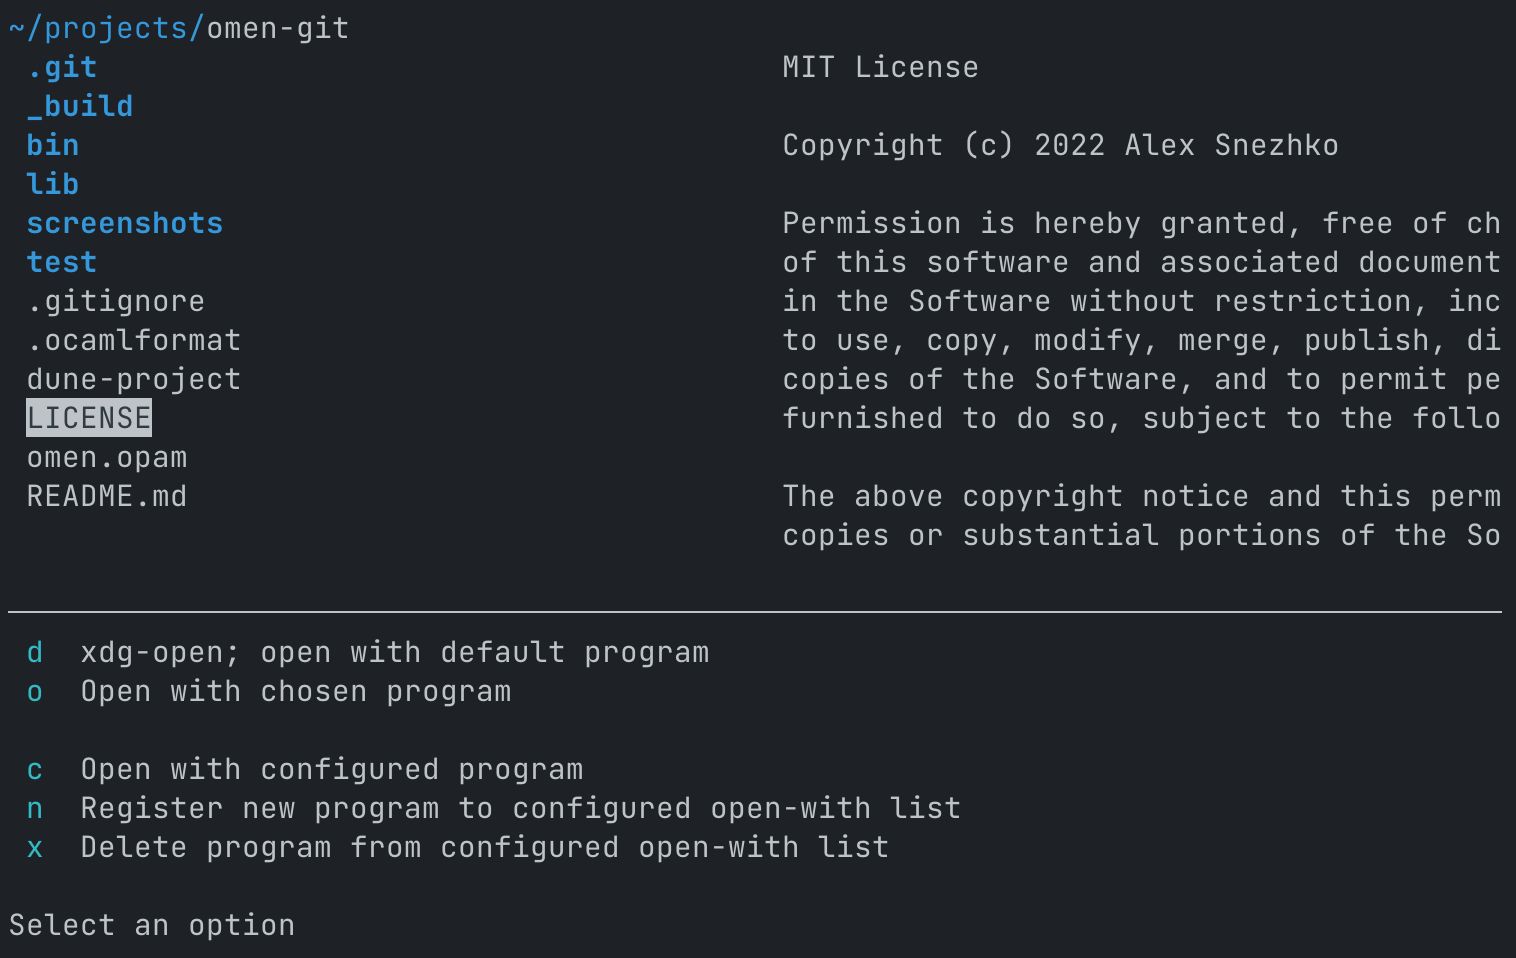 ~/projects/omen-git
.git
_build
bin
lib
screenshots
test
.gitignore
.ocamlformat
dune-project
LICENSE
omen.opam
README.md
MIT License
Copyright (c) 2022 Alex Snezhko
Permission is hereby granted, free of ch
of this software and associated document
in the Software without restriction, inc
to use, copy, modify, merge, publish, di
copies of the Software, and to permit pe
furnished to do so, subject to the follo
The above copyright notice and this perm
copies or substantial portions of the So
d xdg-open; open with default program
o Open with chosen program
c Open with configured program
n Register new program to configured open-with list
x Delete program from configured open-with list
Select an option